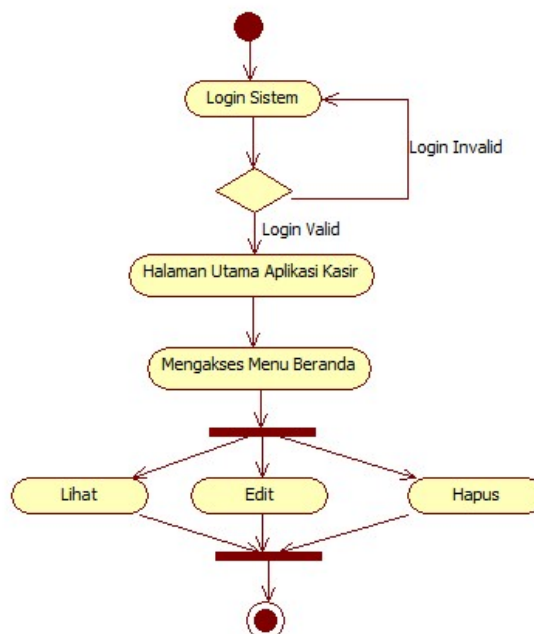 Login Sistem
Login Invalid
Login Valid
Halaman Utama Aplikasi Kasir
Mengakses Menu Beranda
Lihat
Edit
Hapus